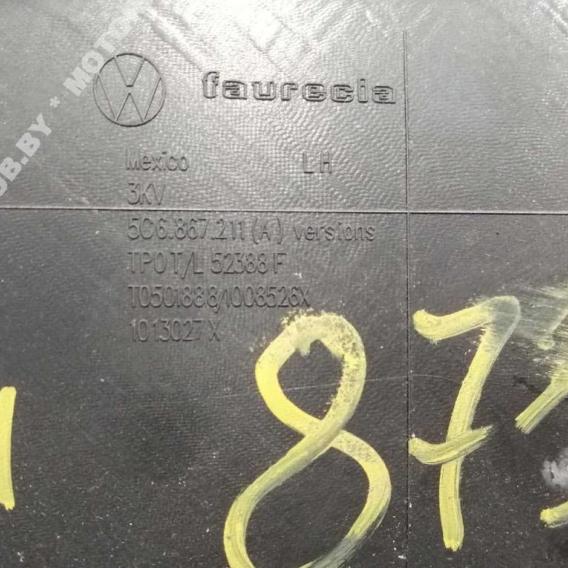 faurecia
Mexico LH
3KV
5C6.867.211(A) versions
TPO T/L 52388 F
T0501888/1008526X
1013027 X
87